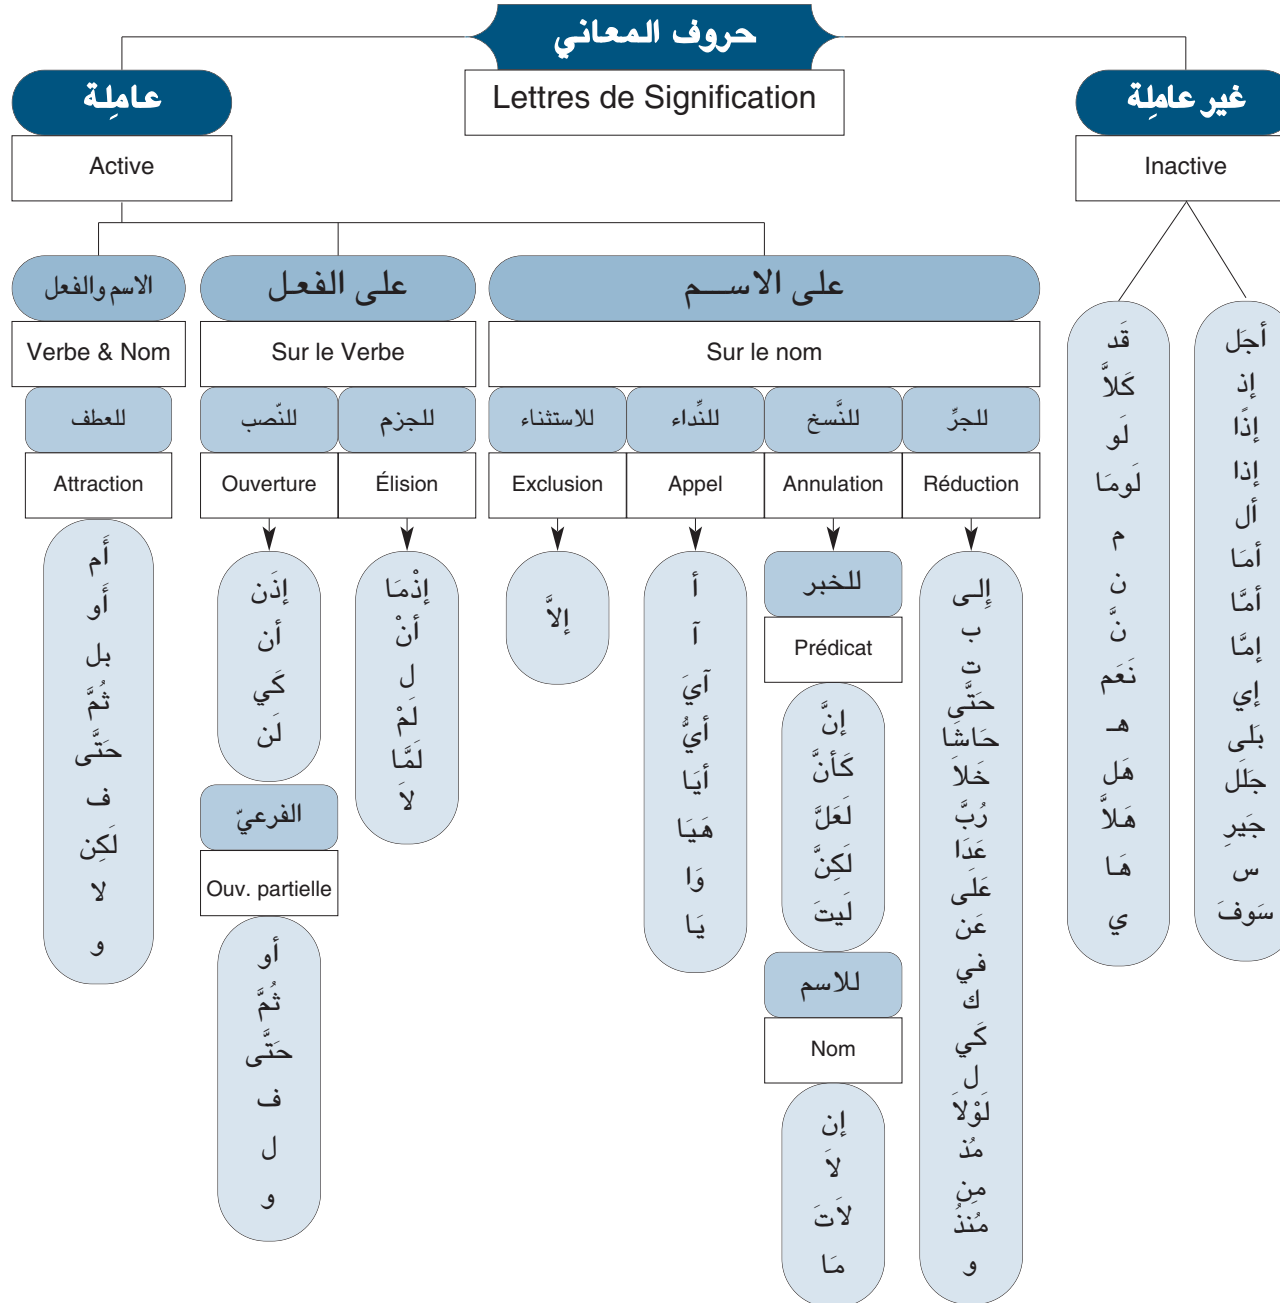 حروف المعاني
Lettres de Signification
عامِلة
Active
غير عامِلة
Inactive
الاسم والفعل
Verbe & Nom
للعطف
Attraction
أَم
أَو
بل
ثُمَّ
حَتَّى
ف
لَكِن
لا
و
على الفعل
Sur le Verbe
للنّصب
Ouverture
إذَن
أن
كَي
لَن
الفرعيّ
Ouv. partielle
أو
ثُمَّ
حَتَّى
ف
ل
و
للجزم
Élision
إذْمَا
أنْ
ل
لَمْ
لَمَّا
لاَ
على الاســم
Sur le nom
للاستثناء
Exclusion
إلاَّ
للنِّداء
Appel
أ
آ
آيَ
أيُّ
أيَا
هَيَا
وَا
يَا
للنَّسخ
Annulation
للخبر
Prédicat
إنَّ
كَأنَّ
لَعَلَّ
لَكِنَّ
لَيتَ
للاسم
Nom
إن
لاَ
لاَتَ
مَا
للجرِّ
Réduction
إِلـى
ب
ت
حَتَّى
حَاشَا
خَلاَ
رُبَّ
عَدَا
عَلَى
عَن
في
ك
كَي
ل
لَوْلاَ
مُذ
مِن
مُنذُ
و
قَد
كَلاَّ
لَو
لَومَا
م
ن
نَّ
نَعَم
هـ
هَل
هَلاَّ
هَا
ي
أجَل
إذ
إذًا
إذا
أل
أمَا
أمَّا
إمَّا
إي
بَلَى
جَلَل
جَيرِ
س
سَوفَ